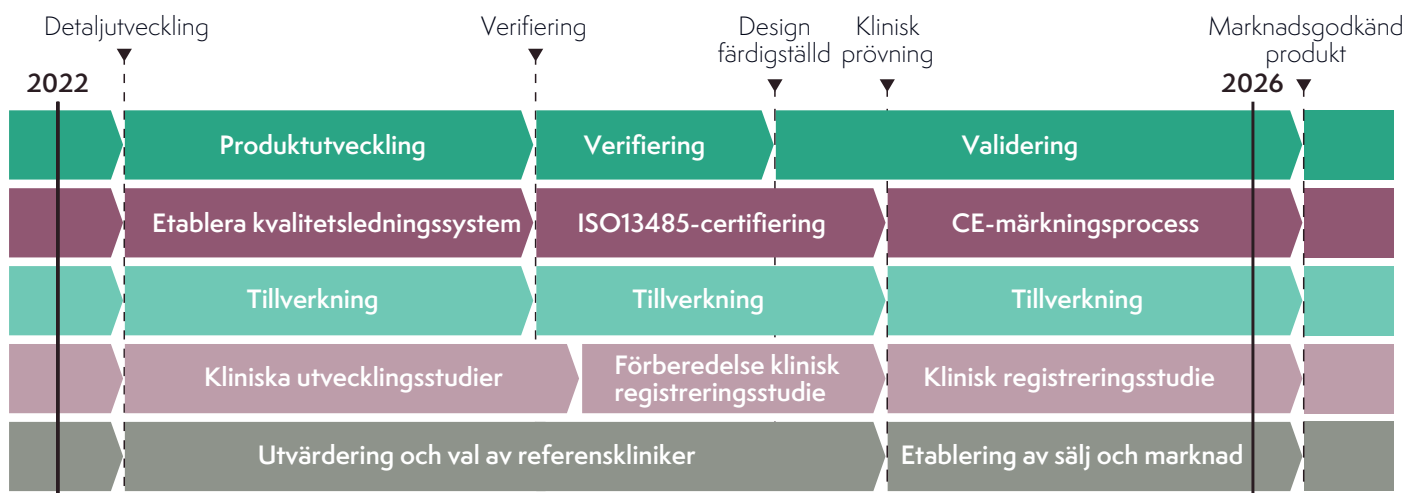 Detaljutveckling
Verifiering
Design
färdigställd
Klinisk
prövning
Marknadsgodkänd
produkt
2022
2026
Produktutveckling
Verifiering
Validering
Etablera kvalitetsledningssystem
ISO13485-certifiering
CE-märkningsprocess
Tillverkning
Tillverkning
Tillverkning
Kliniska utvecklingsstudier
Förberedelse klinisk
registreringsstudie
Klinisk registreringsstudie
Utvärdering och val av referenskliniker
Etablering av sälj och marknad